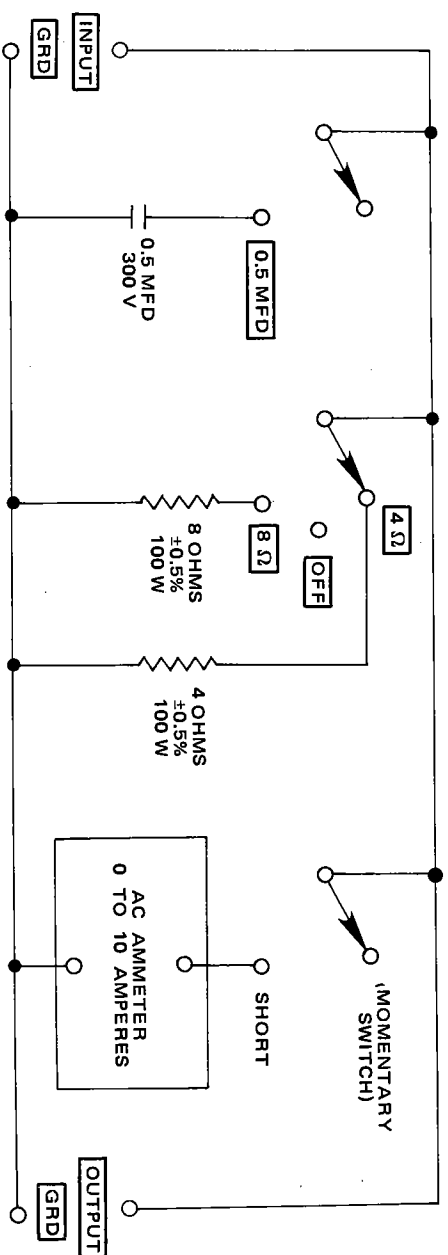 INPUT
GRD
0.5 MFD
0.5 MFD
300 V
4 Ω
OFF
8 Ω
8 OHMS
±0.5%
100 W
4 OHMS
±0.5%
100 W
(MOMENTARY
SWITCH)
SHORT
AC AMMETER
0 TO 10 AMPERES
OUTPUT
GRD